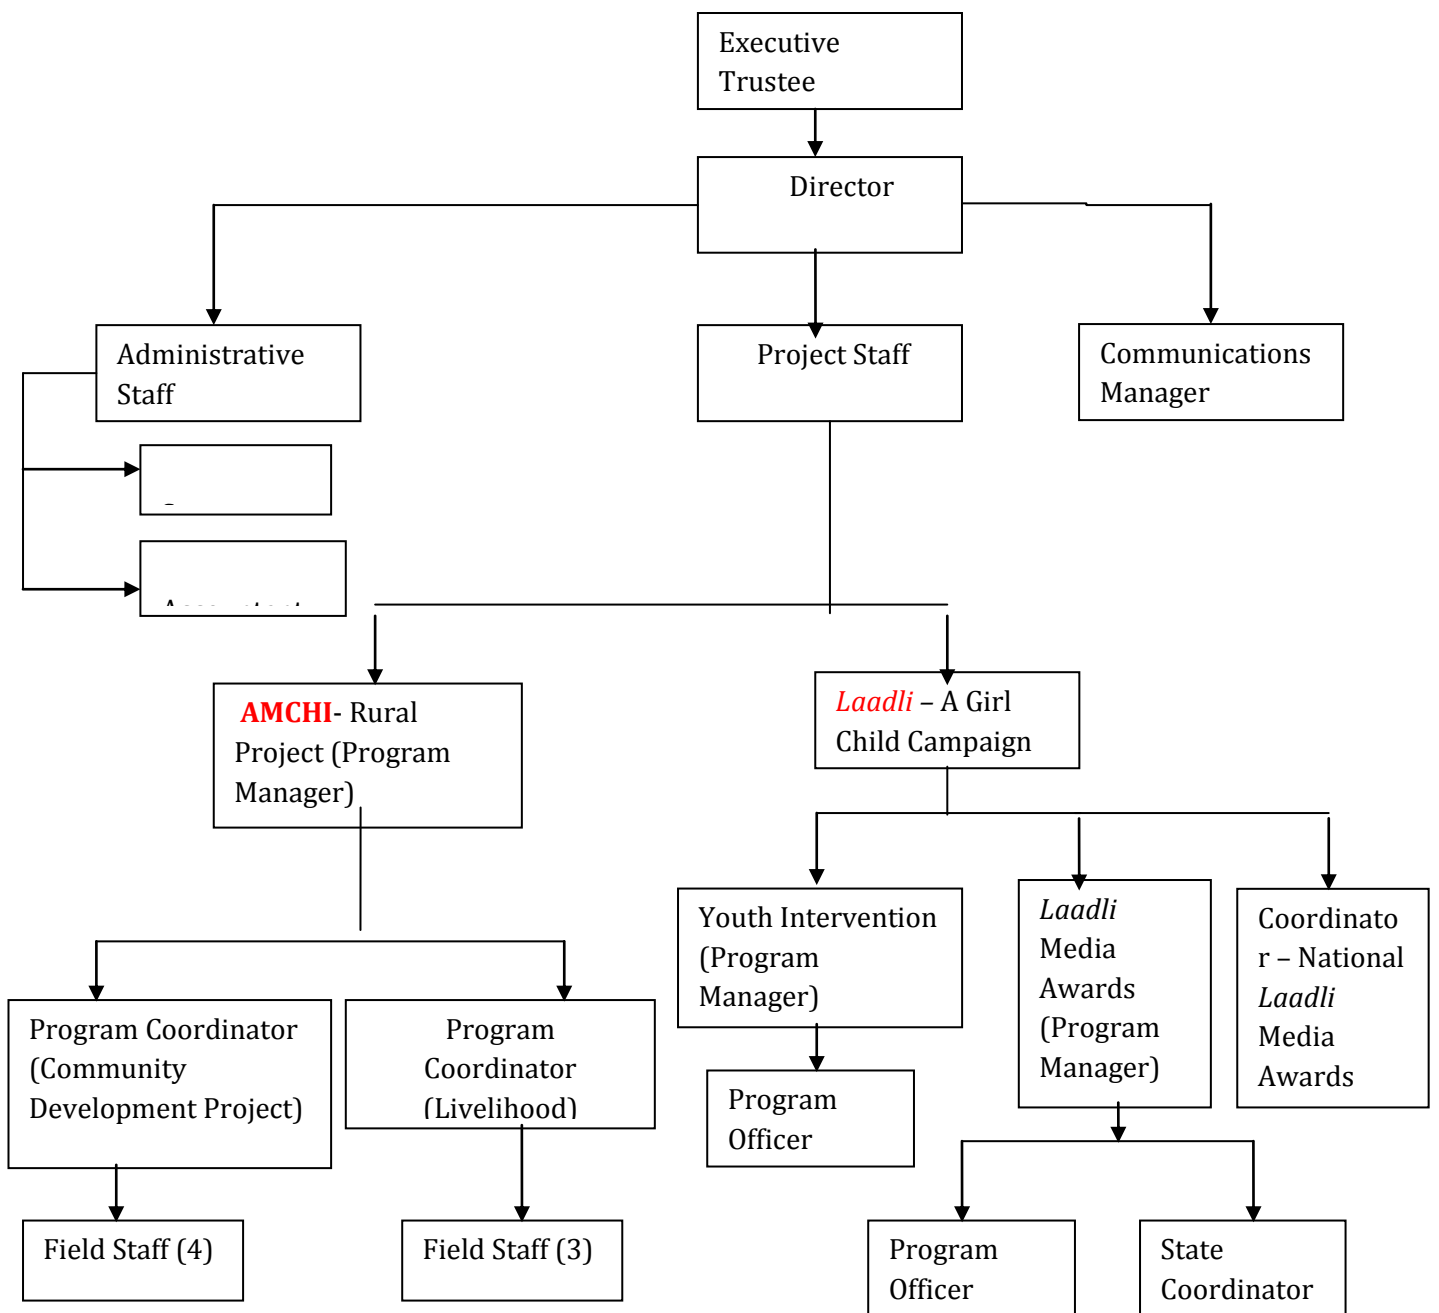 Executive
Trustee
Director
Administrative
Staff
Project Staff
Communications
Manager
AMCHI- Rural
Project (Program
Manager)
Laadli – A Girl
Child Campaign
Youth Intervention
(Program
Manager)
Laadli
Media
Awards
(Program
Manager)
Coordinato
r – National
Laadli
Media
Awards
Program Coordinator
(Community
Development Project)
Program
Coordinator
(Livelihood)
Program
Officer
Field Staff (4)
Field Staff (3)
Program
Officer
State
Coordinator